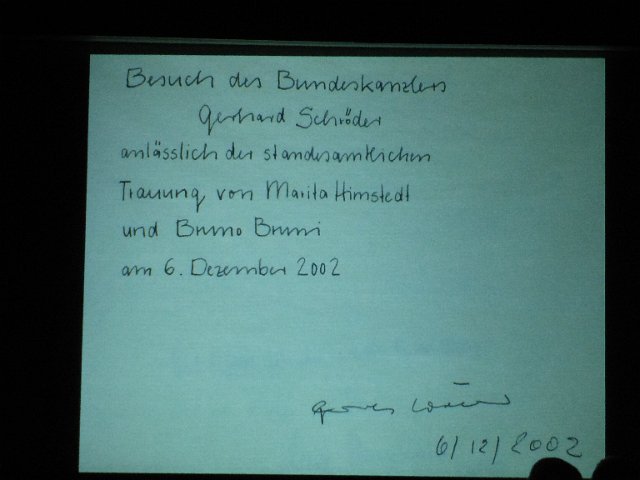 Besuch des Bundeskanzlers
Gerhard Schröder
anlässlich der standesamtlichen
Trauung von Marita Himstedt
und Bruno Bruni
am 6. Dezember 2002
6/12/2002